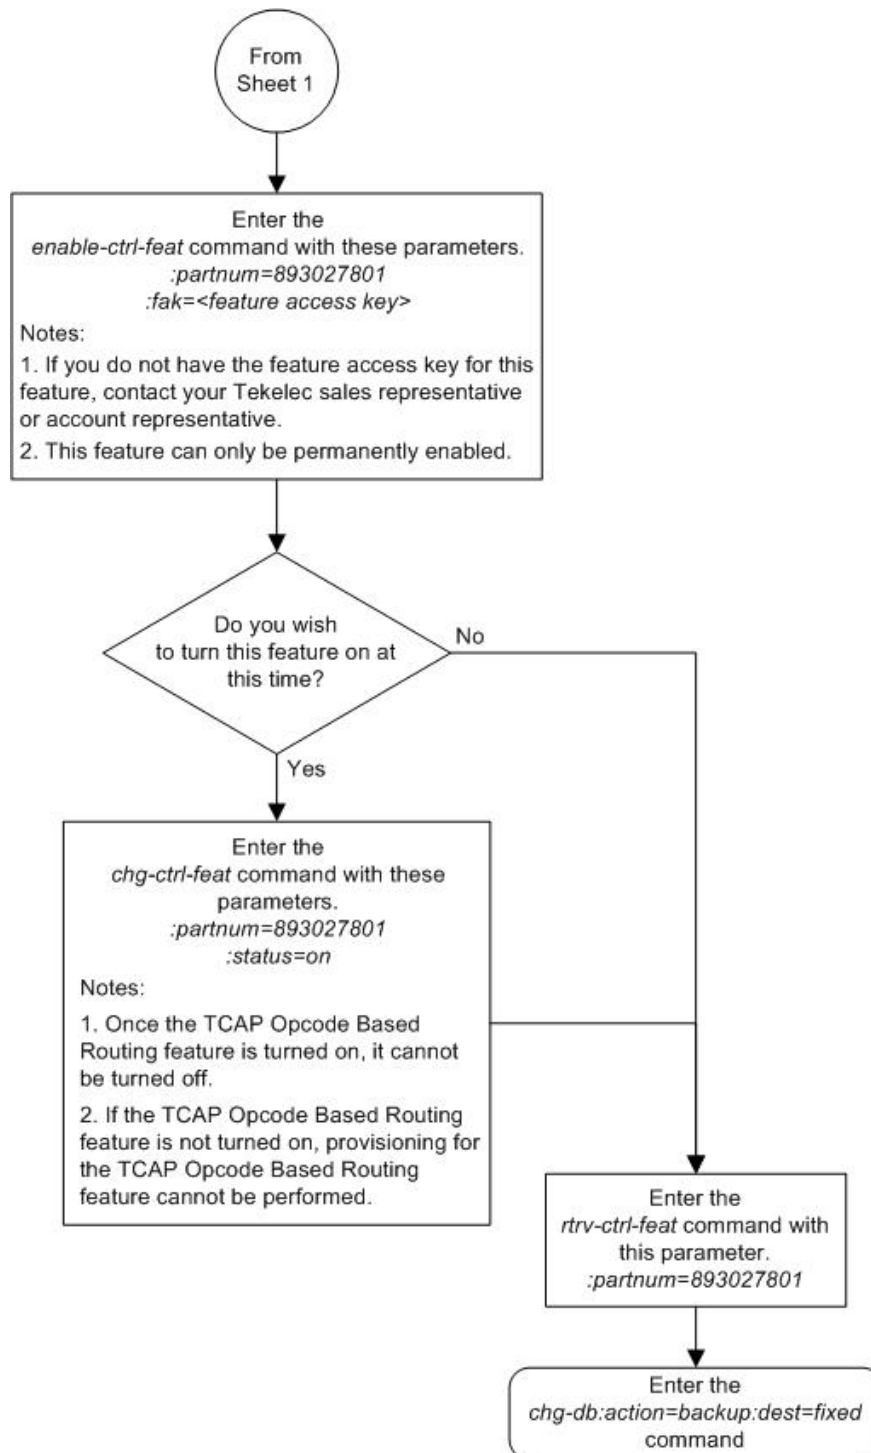 From
Sheet 1
Enter the
enable-ctrl-feat command with these parameters.
:partnum=893027801
:fak=<feature access key>
Notes:
1. If you do not have the feature access key for this
feature, contact your Tekelec sales representative
or account representative.
2. This feature can only be permanently enabled.
Do you wish
to turn this feature on at
this time?
No
Yes
Enter the
chg-ctrl-feat command with these
parameters.
:partnum=893027801
:status=on
Notes:
1. Once the TCAP Opcode Based
Routing feature is turned on, it cannot
be turned off.
2. If the TCAP Opcode Based Routing
feature is not turned on, provisioning for
the TCAP Opcode Based Routing
feature cannot be performed.
Enter the
rtrv-ctrl-feat command with
this parameter.
:partnum=893027801
Enter the
chg-db:action=backup:dest=fixed
command